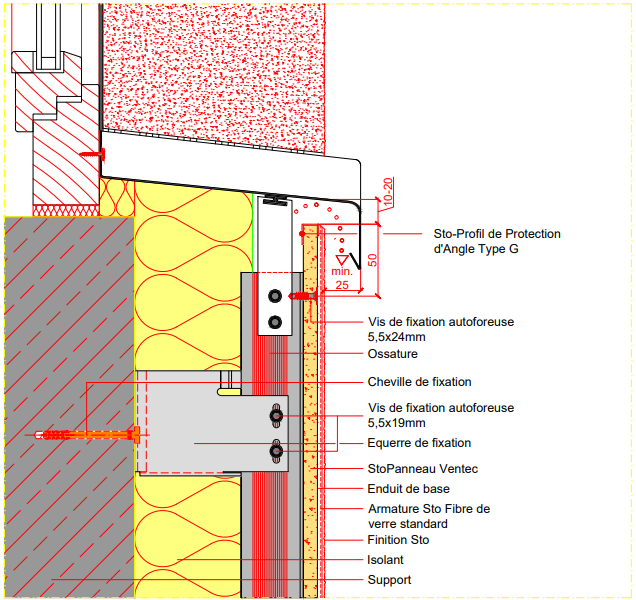 10-20
Sto-Profil de Protection
d'Angle Type G
50
min.
25
Vis de fixation autoforeuse
5,5x24mm
Ossature
Cheville de fixation
Vis de fixation autoforeuse
5,5x19mm
Equerre de fixation
StoPanneau Ventec
Enduit de base
Armature Sto Fibre de
verre standard
Finition Sto
Isolant
Support